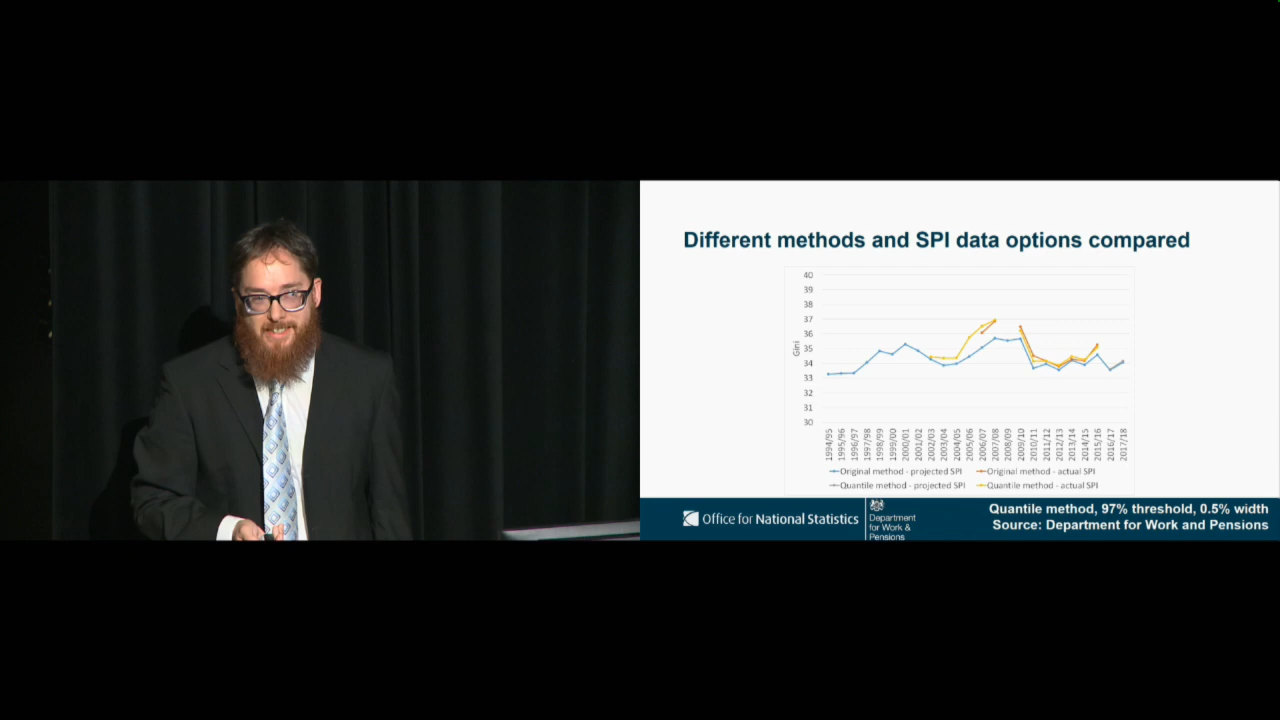 Different methods and SPI data options compared
40
39
38
37
36
35
34
33
32
31
30
Gini
1994/95
1995/96
1996/97
1997/98
1998/99
1999/00
2000/01
2001/02
2002/03
2003/04
2004/05
2005/06
2006/07
2007/08
2008/09
2009/10
2010/11
2011/12
2012/13
2013/14
2014/15
2015/16
2016/17
2017/18
Original method - projected SPI
Original method - actual SPI
Quantile method - projected SPI
Quantile method - actual SPI
Office for National Statistics
Department
for Work &
Pensions
Quantile method, 97% threshold, 0.5% width
Source: Department for Work and Pensions